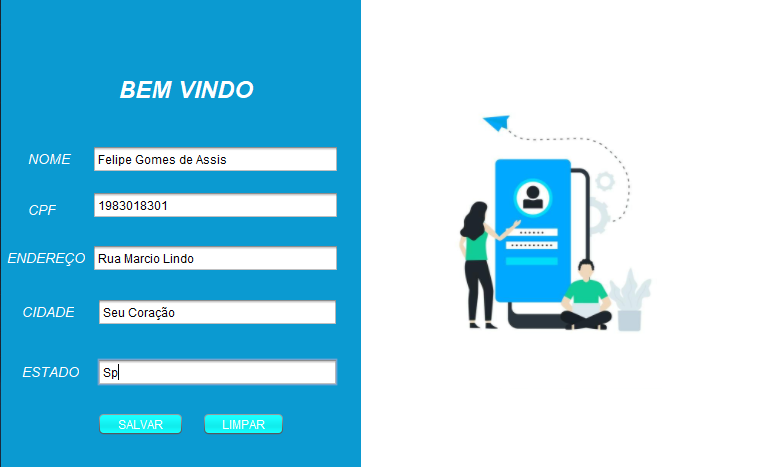 BEM VINDO
NOME Felipe Gomes de Assis
CPF 1983018301
ENDEREÇO Rua Marcio Lindo
CIDADE Seu Coração
ESTADO Sp
SALVAR LIMPAR